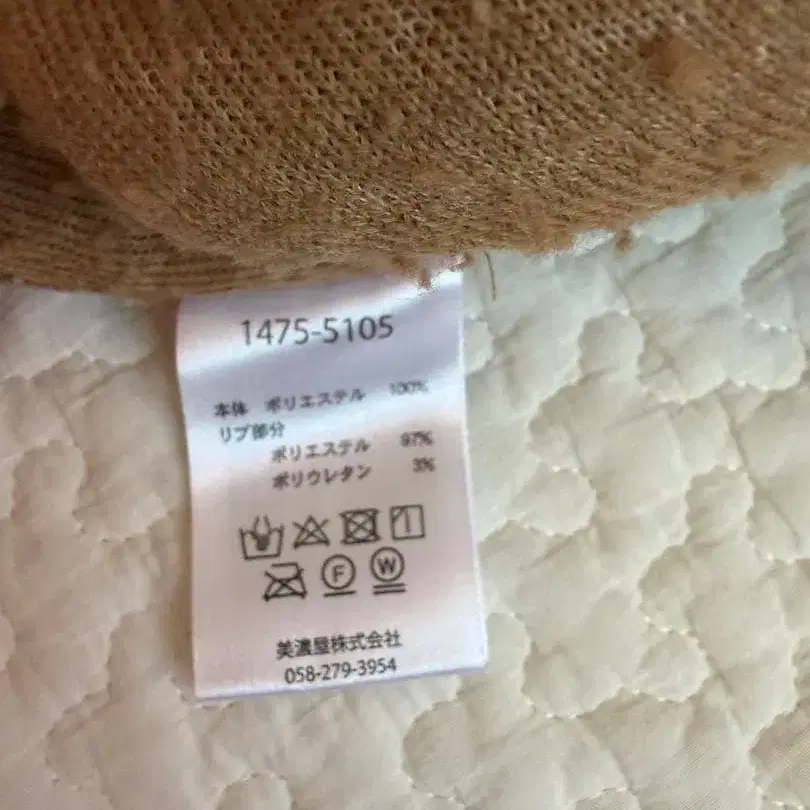 1475-5105
本体 ポリエステル 100%
リブ部分
ポリエステル 97%
ポリウレタン 3%
F W
美濃屋株式会社
058-279-3954